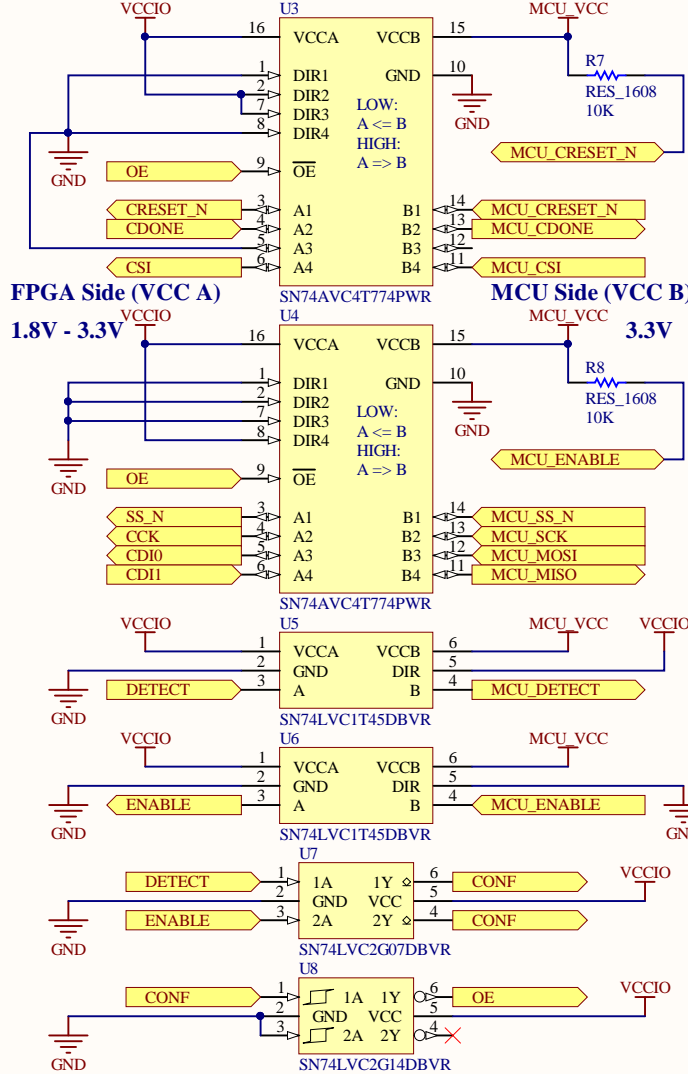 VCCIO U3 MCU_VCC
16 VCCA VCCB 15
1 DIR1 GND 10 R7
2 DIR2 RES_1608
7 DIR3 LOW: 10K
8 DIR4 A <= B GND
HIGH:
GND A => B MCU_CRESET_N
OE 9 OE
CRESET_N 3 A1 B1 14 MCU_CRESET_N
CDONE 4 A2 B2 13 MCU_CDONE
5 A3 B3 12
CSI 6 A4 B4 11 MCU_CSI
FPGA Side (VCC A) SN74AVC4T774PWR MCU Side (VCC B)
1.8V - 3.3V VCCIO U4 MCU_VCC 3.3V
16 VCCA VCCB 15
1 DIR1 GND 10 R8
2 DIR2 RES_1608
7 DIR3 LOW: 10K
8 DIR4 A <= B GND
HIGH:
GND A => B MCU_ENABLE
OE 9 OE
SS_N 3 A1 B1 14 MCU_SS_N
CCK 4 A2 B2 13 MCU_SCK
CDI0 5 A3 B3 12 MCU_MOSI
CDI1 6 A4 B4 11 MCU_MISO
SN74AVC4T774PWR
VCCIO U5 MCU_VCC VCCIO
1 VCCA VCCB 6
2 GND DIR 5
DETECT 3 A B 4 MCU_DETECT
GND SN74LVC1T45DBVR
VCCIO U6 MCU_VCC
1 VCCA VCCB 6
2 GND DIR 5
ENABLE 3 A B 4 MCU_ENABLE
GND SN74LVC1T45DBVR GN
U7
DETECT 1 1A 1Y 6 CONF VCCIO
2 GND VCC 5
ENABLE 3 2A 2Y 4 CONF
GND SN74LVC2G07DBVR
U8
CONF 1 1A 1Y 6 OE VCCIO
2 GND VCC 5
3 2A 2Y 4
GND SN74LVC2G14DBVR